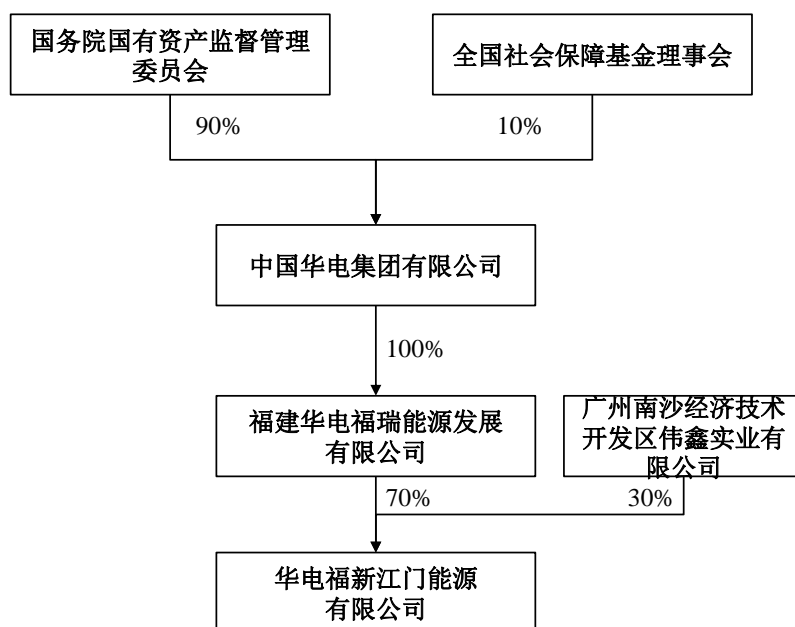 国务院国有资产监督管理
委员会
全国社会保障基金理事会
90%
10%
中国华电集团有限公司
100%
福建华电福瑞能源发展
有限公司
广州南沙经济技术
开发区伟鑫实业有
限公司
70%
30%
华电福新江门能源
有限公司